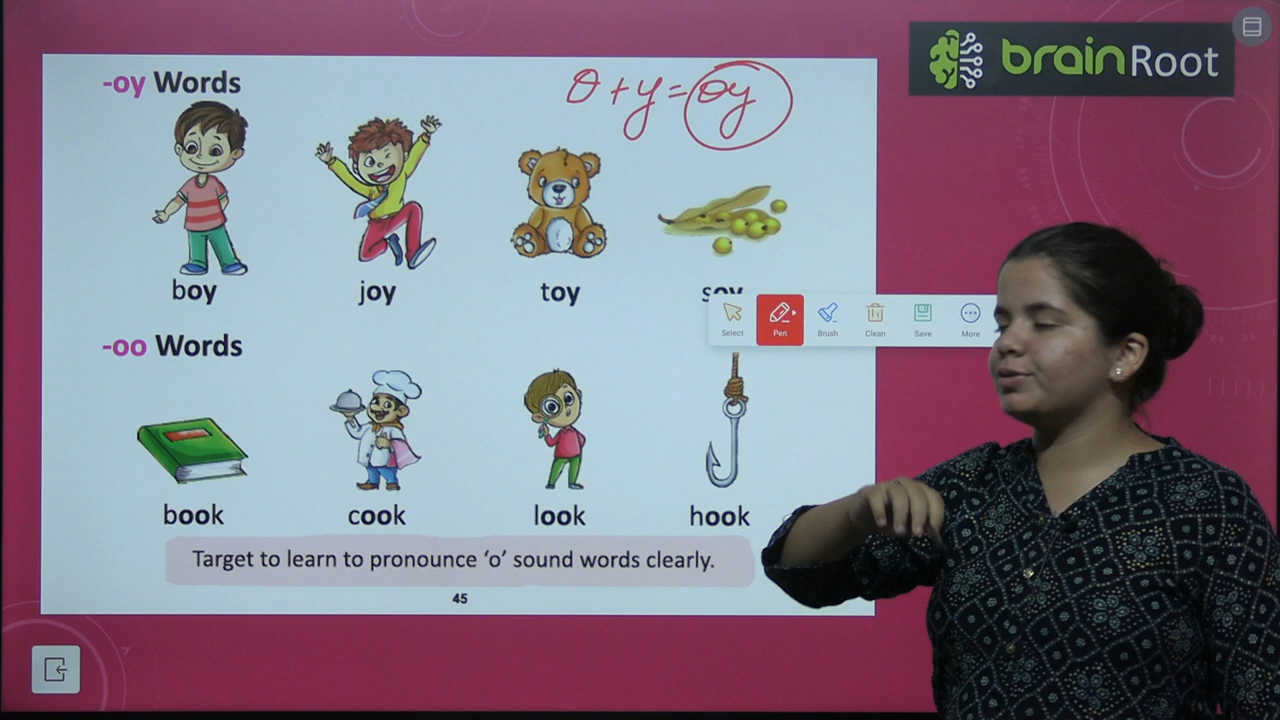 -oy Words
o + y = oy
brainRoot
boy
joy
toy
soy
Select
Pen
Brush
Clean
Save
More
-oo Words
book
cook
look
hook
Target to learn to pronounce ‘o’ sound words clearly.
45